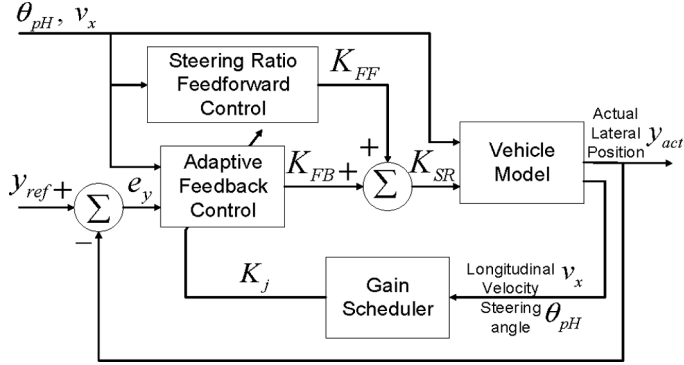 θpH, vx
Steering Ratio
Feedforward
Control
KFF
Adaptive
Feedback
Control
KFB
+
+
Σ
KSR
Vehicle
Model
Actual
Lateral
Position
yact
yref
+
Σ
−
ey
Kj
Gain
Scheduler
Longitudinal
Velocity
vx
Steering
angle
θpH